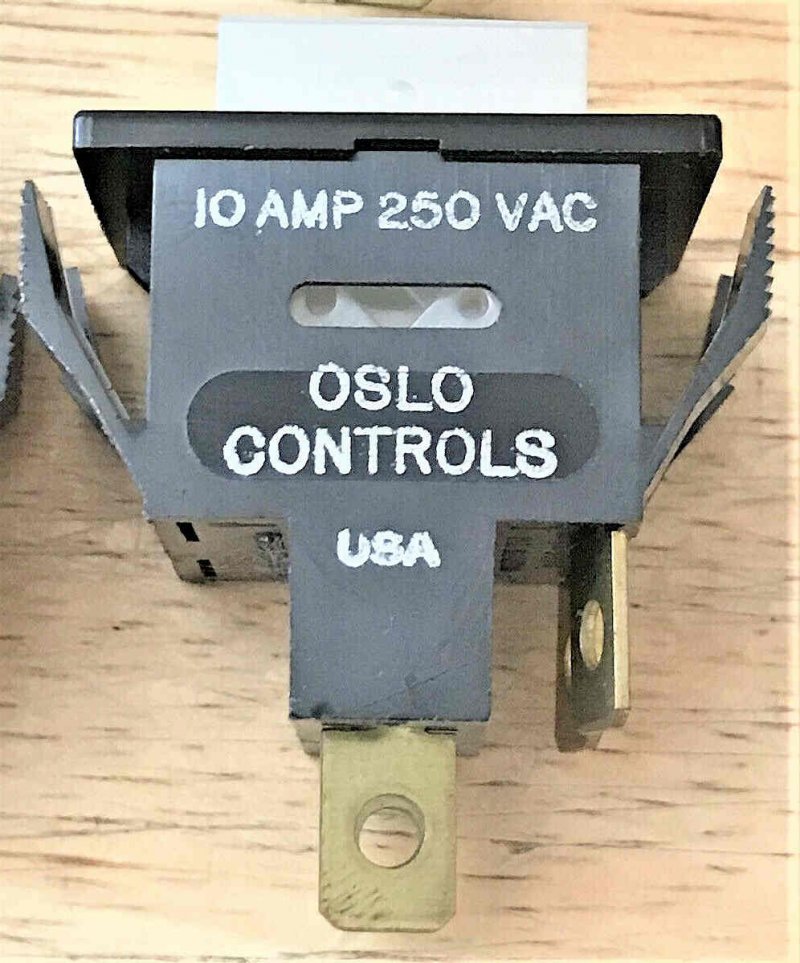 10 AMP 250 VAC
OSLO
CONTROLS
USA